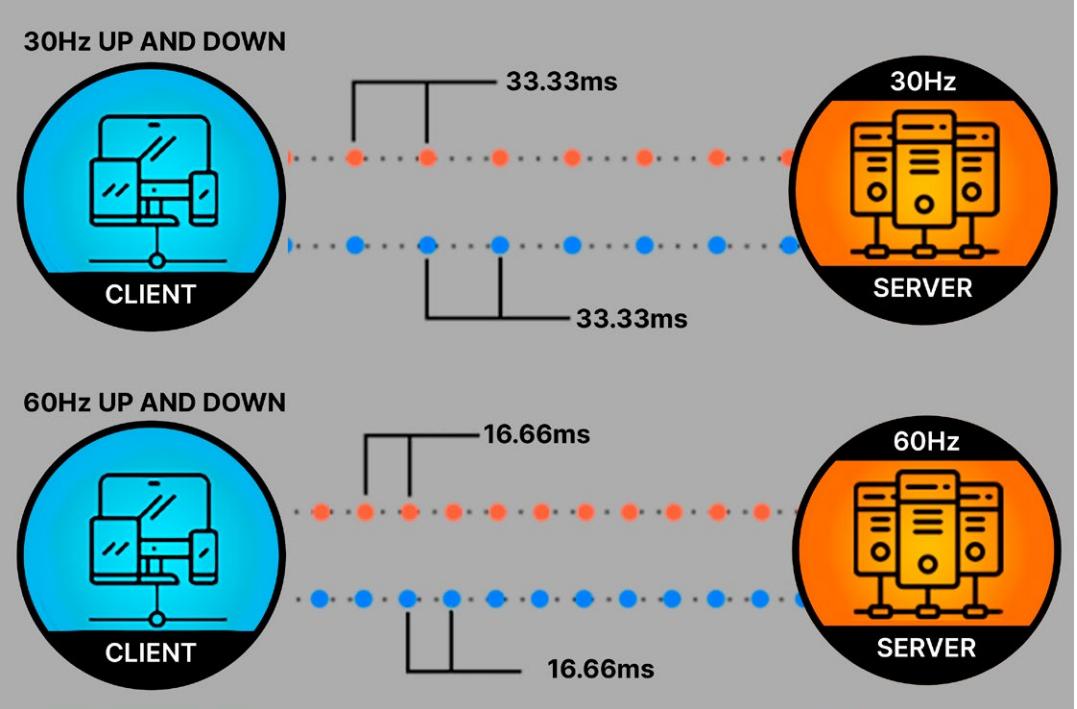 30Hz UP AND DOWN
33.33ms
30Hz
CLIENT
SERVER
33.33ms
60Hz UP AND DOWN
16.66ms
60Hz
CLIENT
SERVER
16.66ms